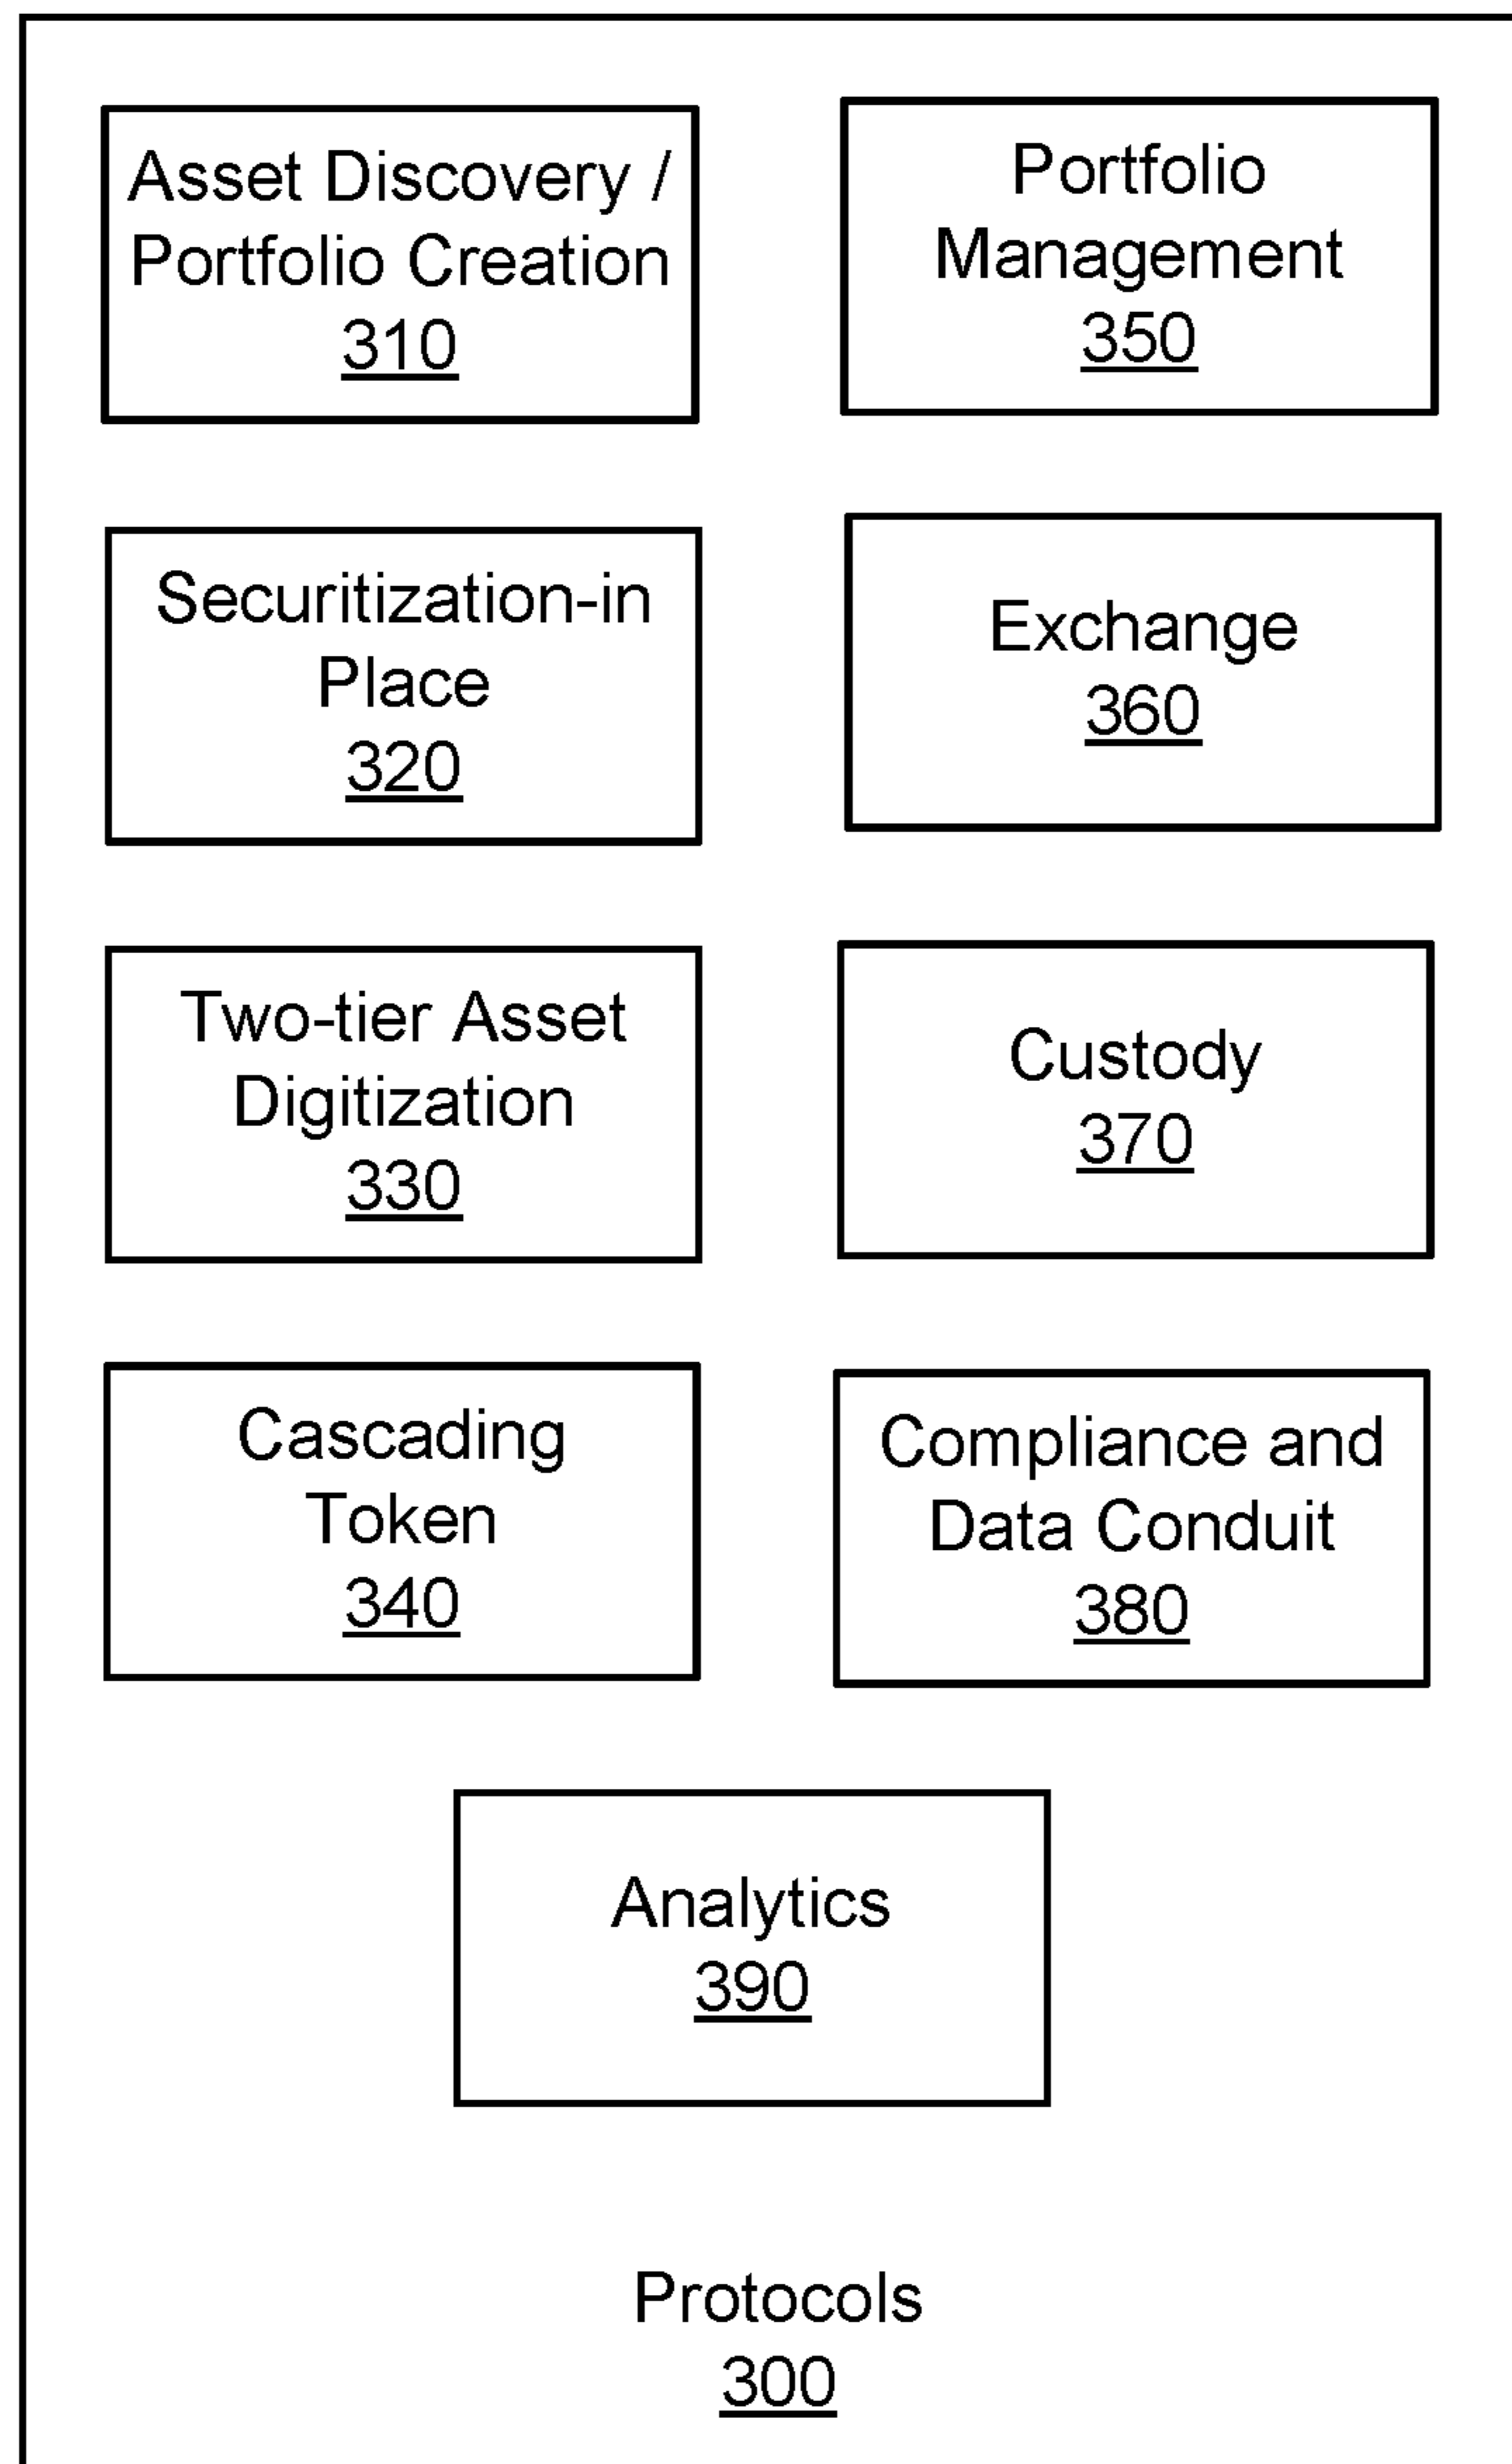 Asset Discovery /
Portfolio Creation
310
Securitization-in
Place
320
Two-tier Asset
Digitization
330
Cascading
Token
340
Portfolio
Management
350
Exchange
360
Custody
370
Compliance and
Data Conduit
380
Analytics
390
Protocols
300